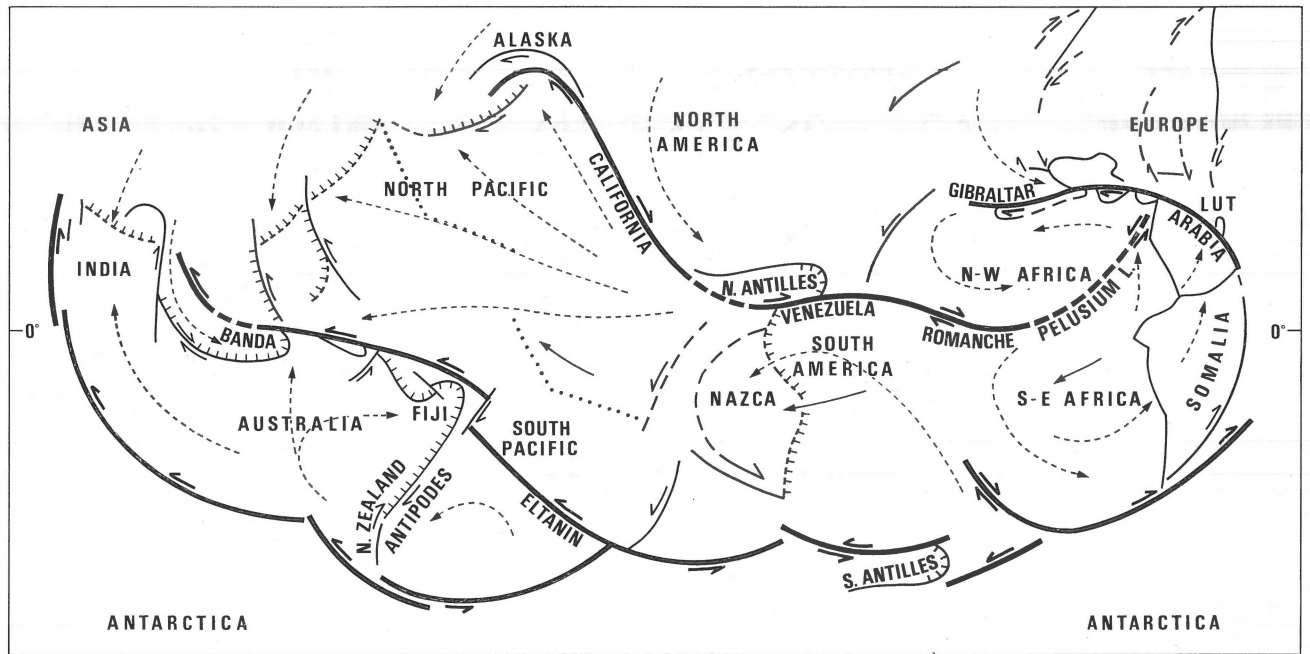 ALASKA
ASIA
NORTH
AMERICA
EUROPE
NORTH PACIFIC
CALIFORNIA
GIBRALTAR
LUT
ARABIA
INDIA
N-W AFRICA
N. ANTILLES
PELUSIUM L.
VENEZUELA
0°
BANDA
ROMANCHE
0°
SOUTH
AMERICA
SOMALIA
NAZCA
S-E AFRICA
AUSTRALIA
FIJI
SOUTH
PACIFIC
N. ZEALAND
ANTIPODES
ELTANIN
S. ANTILLES
ANTARCTICA
ANTARCTICA